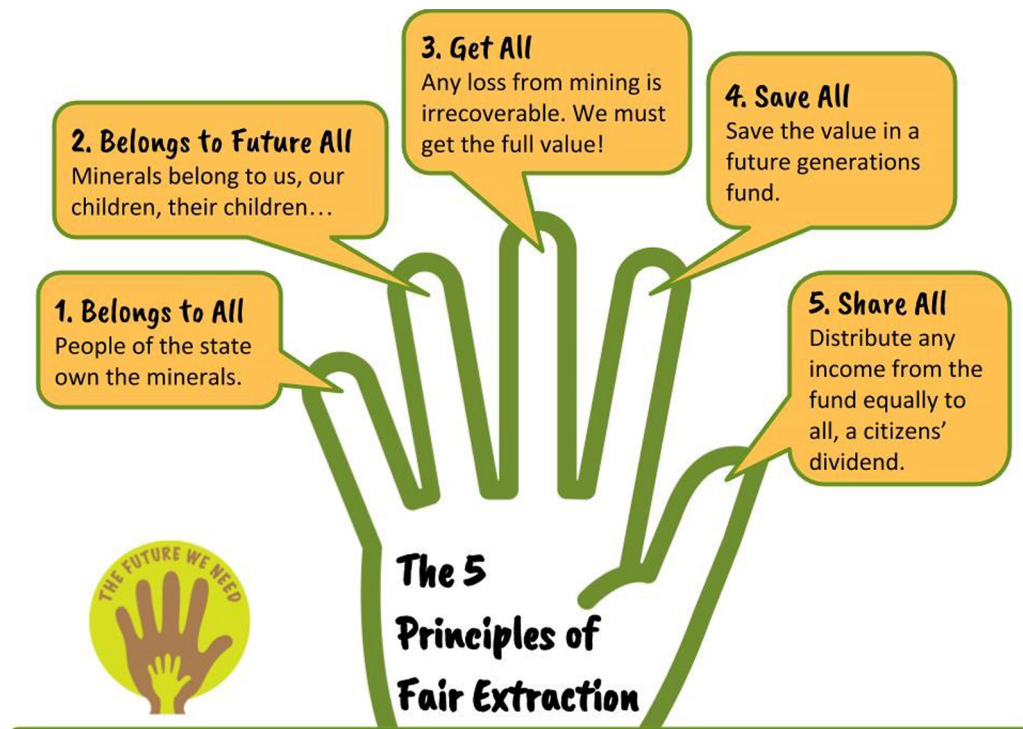 1. Belongs to All
People of the state
own the minerals.
2. Belongs to Future All
Minerals belong to us, our
children, their children…
3. Get All
Any loss from mining is
irrecoverable. We must
get the full value!
4. Save All
Save the value in a
future generations
fund.
5. Share All
Distribute any
income from the
fund equally to
all, a citizens’
dividend.
The 5
Principles of
Fair Extraction
THE FUTURE WE NEED